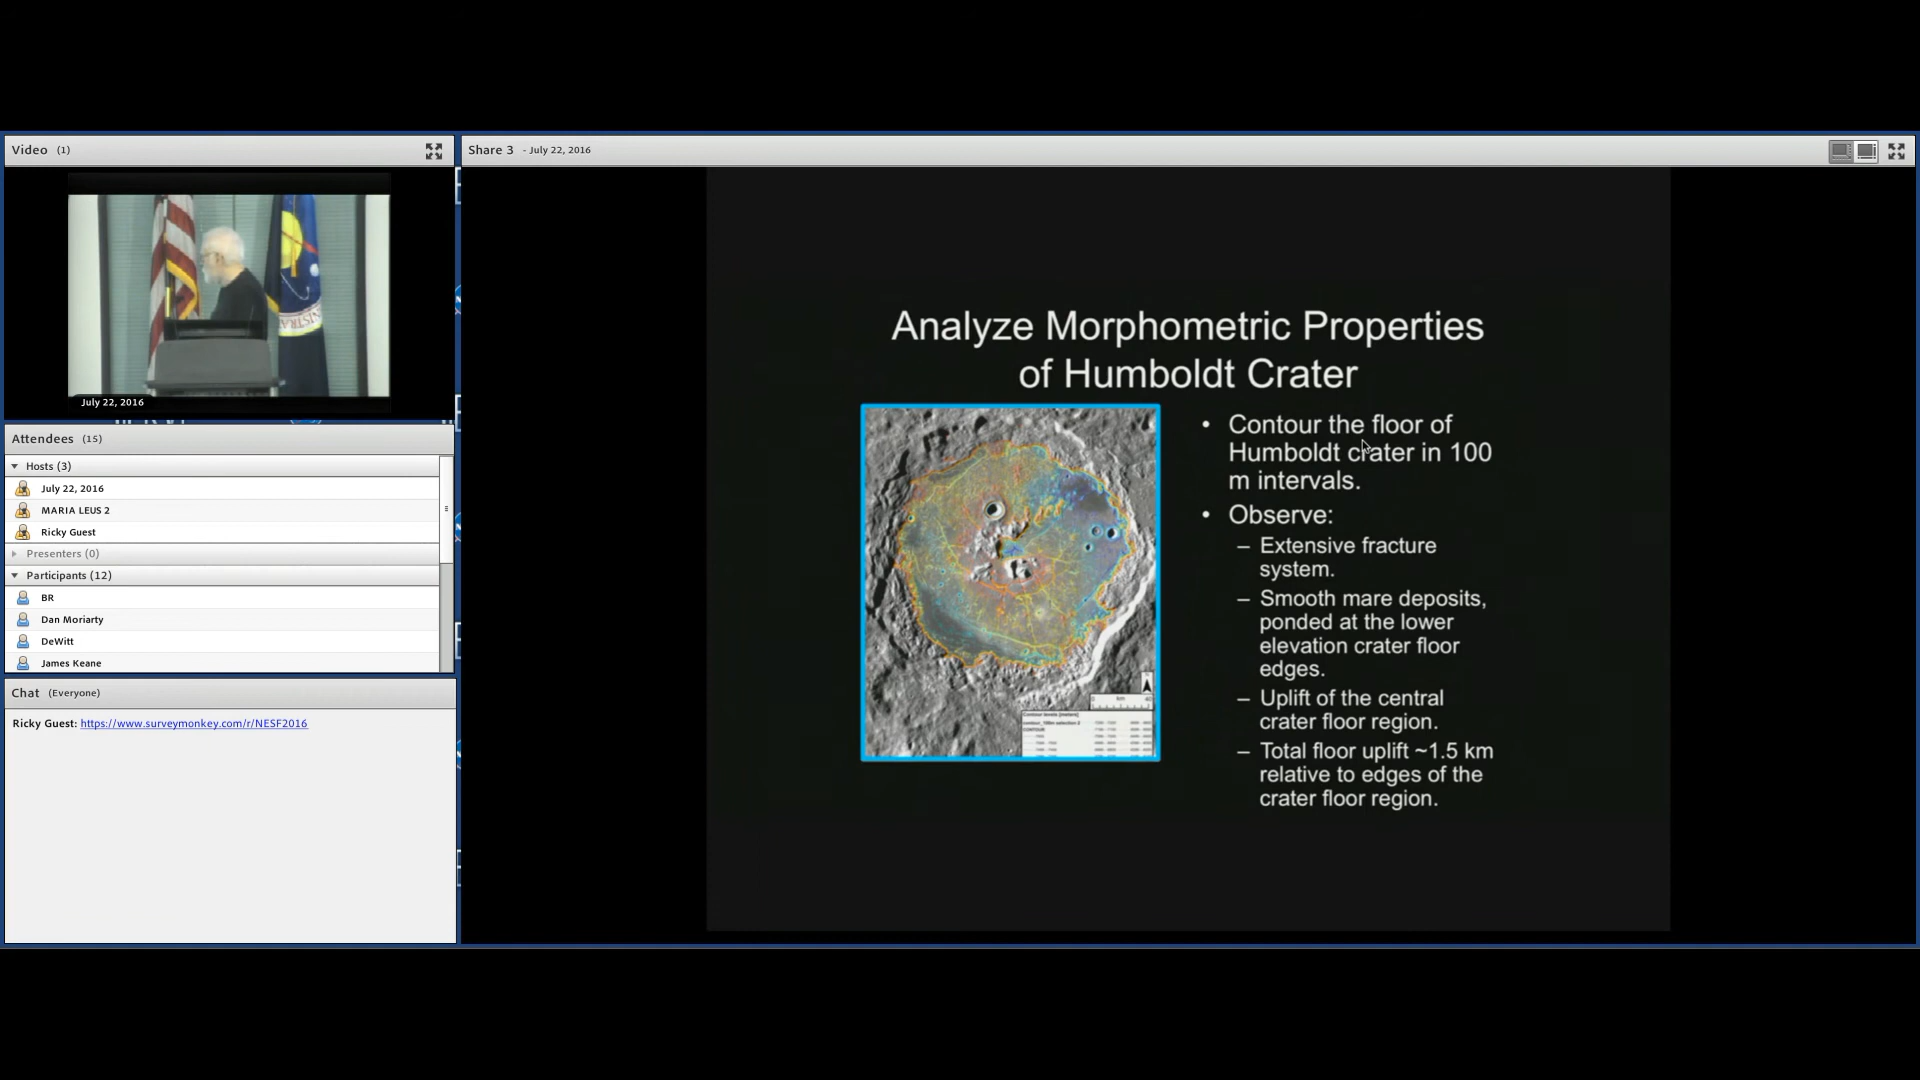 Video (1)
July 22, 2016
Attendees (15)
Hosts (3)
July 22, 2016
MARIA LEUS 2
Ricky Guest
Presenters (0)
Participants (12)
BR
Dan Moriarty
DeWitt
James Keane
Chat (Everyone)
Ricky Guest: https://www.surveymonkey.com/r/NESF2016
Share 3 - July 22, 2016
Analyze Morphometric Properties
of Humboldt Crater
• Contour the floor of
Humboldt crater in 100
m intervals.
• Observe:
– Extensive fracture
system.
– Smooth mare deposits,
ponded at the lower
elevation crater floor
edges.
– Uplift of the central
crater floor region.
– Total floor uplift ~1.5 km
relative to edges of the
crater floor region.